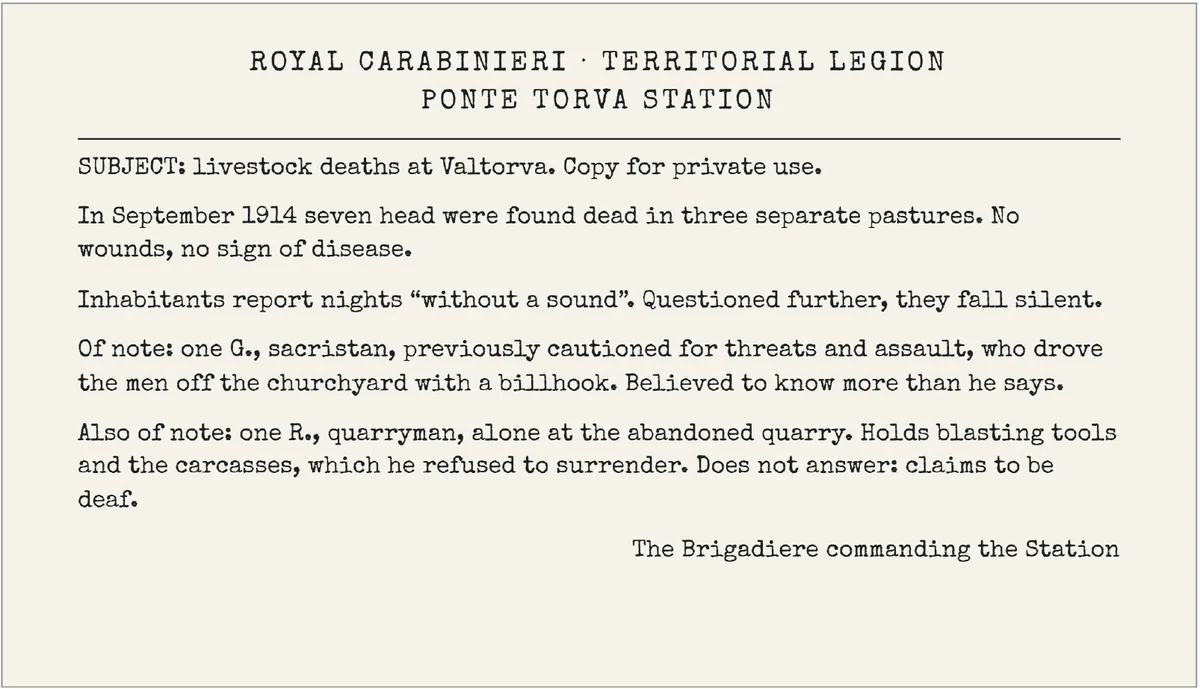 ROYAL CARABINIERI · TERRITORIAL LEGION
PONTE TORVA STATION
SUBJECT: livestock deaths at Valtorva. Copy for private use.
In September 1914 seven head were found dead in three separate pastures. No
wounds, no sign of disease.
Inhabitants report nights “without a sound”. Questioned further, they fall silent.
Of note: one G., sacristan, previously cautioned for threats and assault, who drove
the men off the churchyard with a billhook. Believed to know more than he says.
Also of note: one R., quarryman, alone at the abandoned quarry. Holds blasting tools
and the carcasses, which he refused to surrender. Does not answer: claims to be
deaf.
The Brigadiere commanding the Station